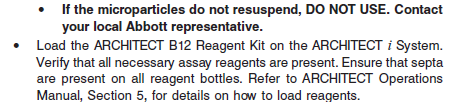 • If the microparticles do not resuspend, DO NOT USE. Contact
your local Abbott representative.
• Load the ARCHITECT B12 Reagent Kit on the ARCHITECT i System.
Verify that all necessary assay reagents are present. Ensure that septa
are present on all reagent bottles. Refer to ARCHITECT Operations
Manual, Section 5, for details on how to load reagents.